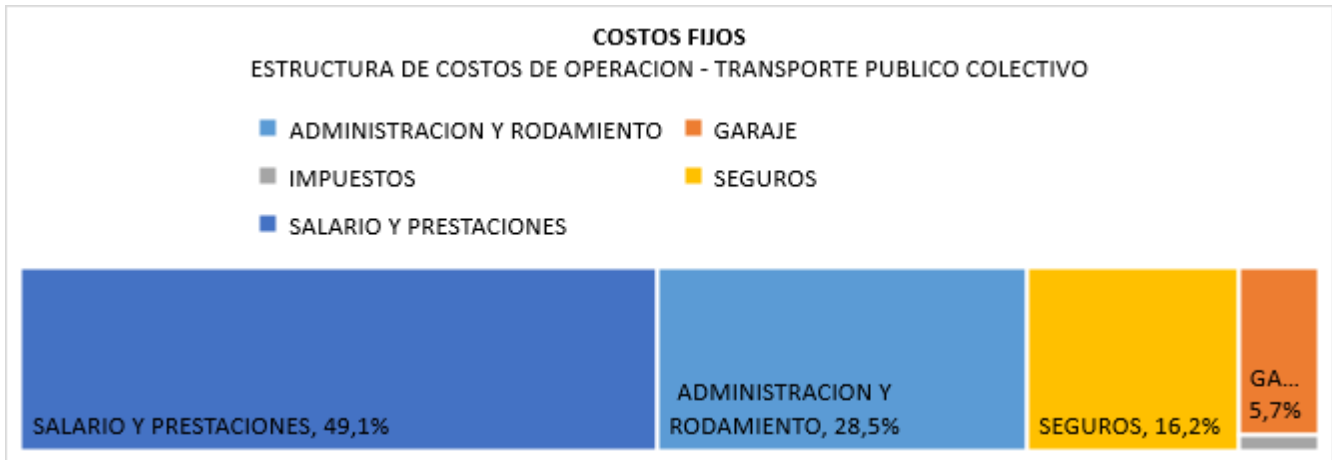 COSTOS FIJOS
ESTRUCTURA DE COSTOS DE OPERACION - TRANSPORTE PUBLICO COLECTIVO
ADMINISTRACION Y RODAMIENTO
GARAJE
IMPUESTOS
SEGUROS
SALARIO Y PRESTACIONES
SALARIO Y PRESTACIONES, 49,1%
ADMINISTRACION Y
RODAMIENTO, 28,5%
SEGUROS, 16,2%
GA...
5,7%